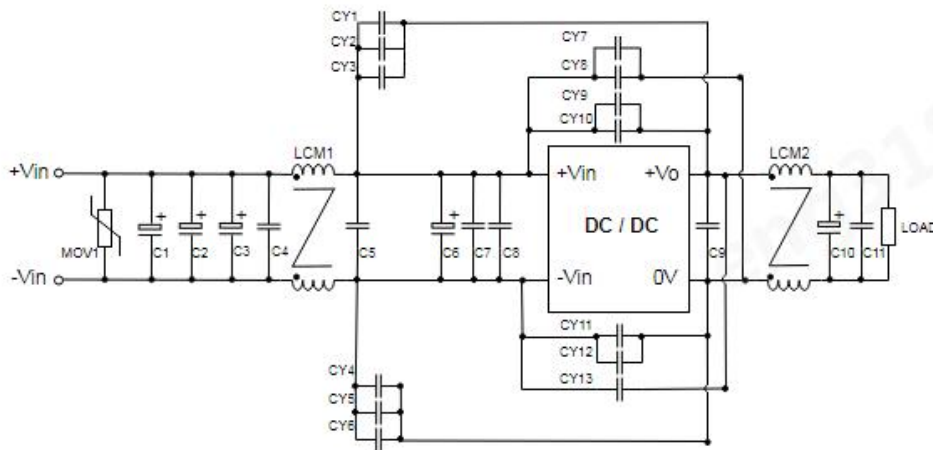 CY1
CY2
CY3
CY7
CY8
CY9
CY10
LCM1
LCM2
+Vin
+Vin
+Vo
MOV1
C1
C2
C3
C4
C5
C6
C7
C8
DC / DC
C9
C10
C11
LOAD
-Vin
-Vin
0V
CY11
CY12
CY13
CY4
CY5
CY6